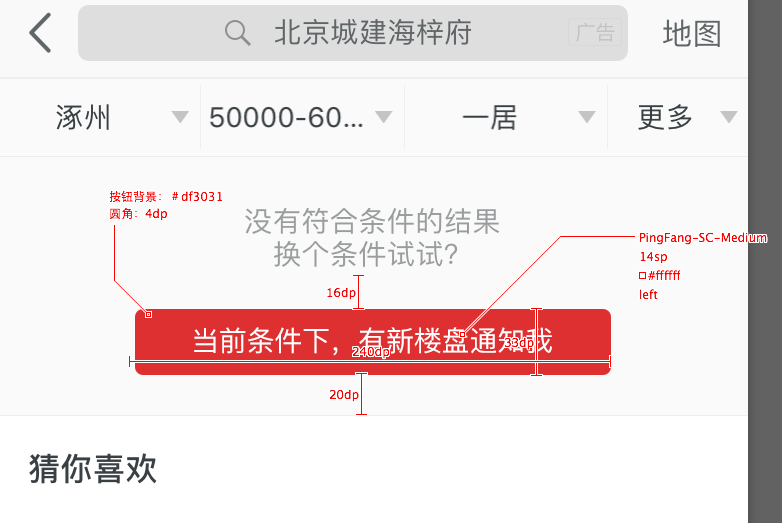 北京城建海梓府
广告
地图
涿州
50000-60...
一居
更多
按钮背景：#df3031
圆角：4dp
没有符合条件的结果
换个条件试试?
PingFang-SC-Medium
14sp
#ffffff
left
16dp
当前条件下，有新楼盘通知我
240dp
33dp
20dp
猜你喜欢